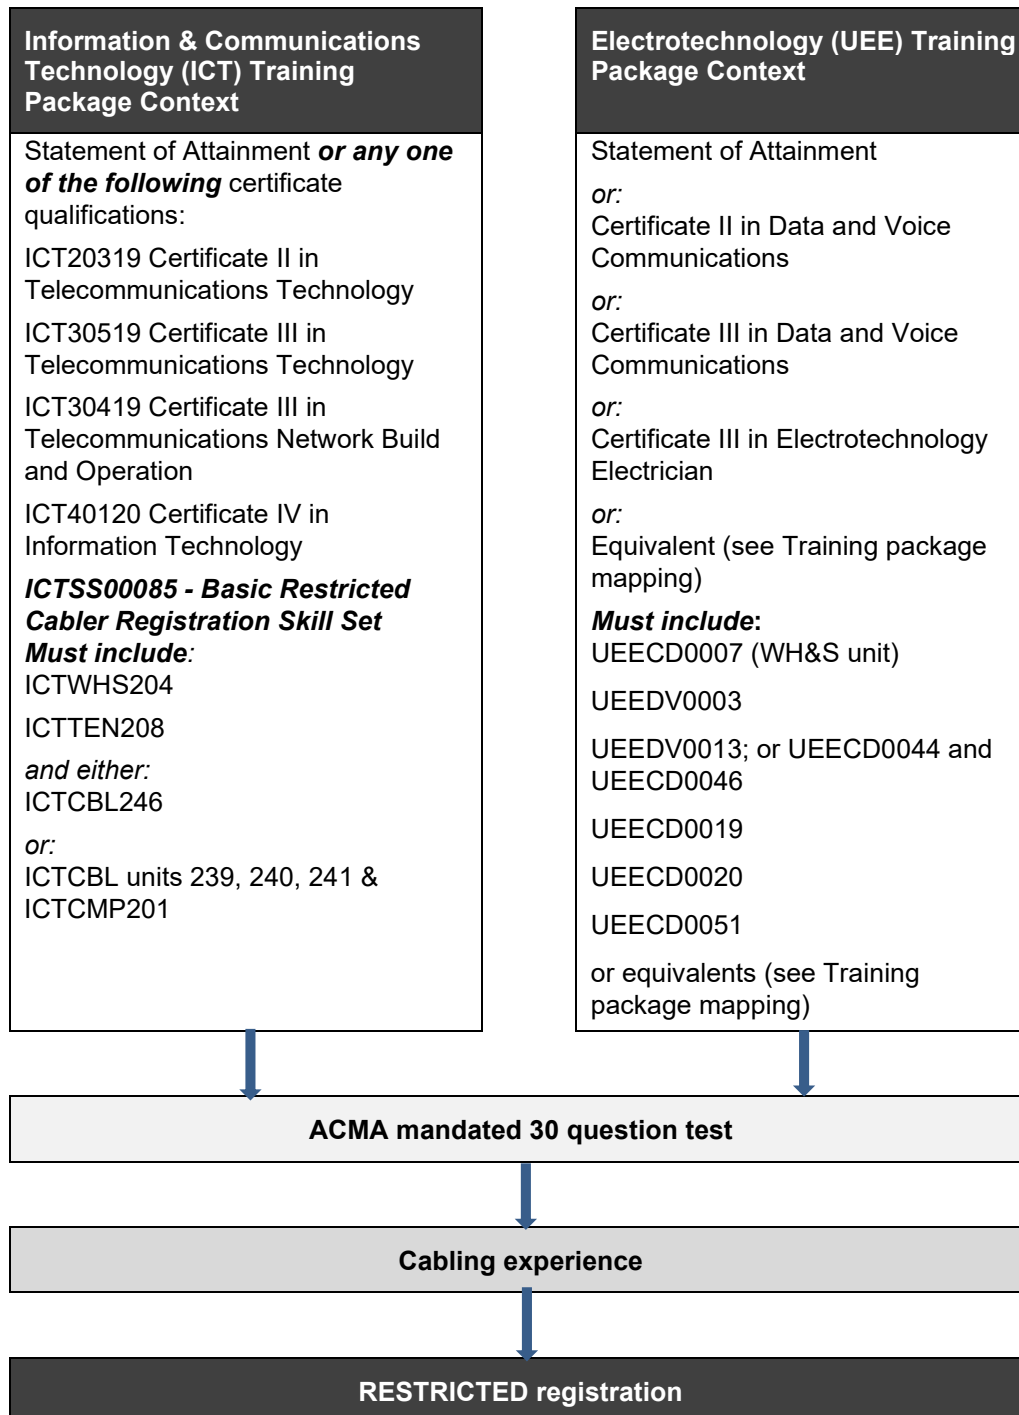 Information & Communications
Technology (ICT) Training
Package Context
Statement of Attainment or any one
of the following certificate
qualifications:
ICT20319 Certificate II in
Telecommunications Technology
ICT30519 Certificate III in
Telecommunications Technology
ICT30419 Certificate III in
Telecommunications Network Build
and Operation
ICT40120 Certificate IV in
Information Technology
ICTSS00085 - Basic Restricted
Cabler Registration Skill Set
Must include:
ICTWHS204
ICTTEN208
and either:
ICTCBL246
or:
ICTCBL units 239, 240, 241 &
ICTCMP201
Electrotechnology (UEE) Training
Package Context
Statement of Attainment
or:
Certificate II in Data and Voice
Communications
or:
Certificate III in Data and Voice
Communications
or:
Certificate III in Electrotechnology
Electrician
or:
Equivalent (see Training package
mapping)
Must include:
UEECD0007 (WH&S unit)
UEEDV0003
UEEDV0013; or UEECD0044 and
UEECD0046
UEECD0019
UEECD0020
UEECD0051
or equivalents (see Training
package mapping)
ACMA mandated 30 question test
Cabling experience
RESTRICTED registration